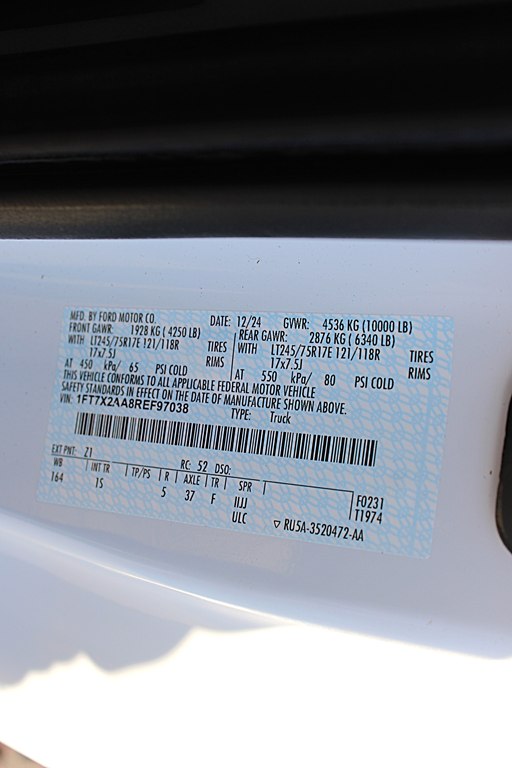 MFD. BY FORD MOTOR CO. DATE: 12/24 GVWR: 4536 KG (10000 LB)
FRONT GAWR: 1928 KG ( 4250 LB) REAR GAWR: 2876 KG ( 6340 LB)
WITH LT245/75R17E 121/118R TIRES WITH LT245/75R17E 121/118R TIRES
17x7.5J RIMS 17x7.5J RIMS
AT 450 kPa/ 65 PSI COLD AT 550 kPa/ 80 PSI COLD
THIS VEHICLE CONFORMS TO ALL APPLICABLE FEDERAL MOTOR VEHICLE
SAFETY STANDARDS IN EFFECT ON THE DATE OF MANUFACTURE SHOWN ABOVE.
VIN: 1FT7X2AA8REF97038 TYPE: Truck
EXT PNT: Z1 RC: 52 DSO:
WB INT TR TP/PS R AXLE TR SPR F0231
164 15 5 37 F IIJJ T1974
ULC RU5A-3520472-AA